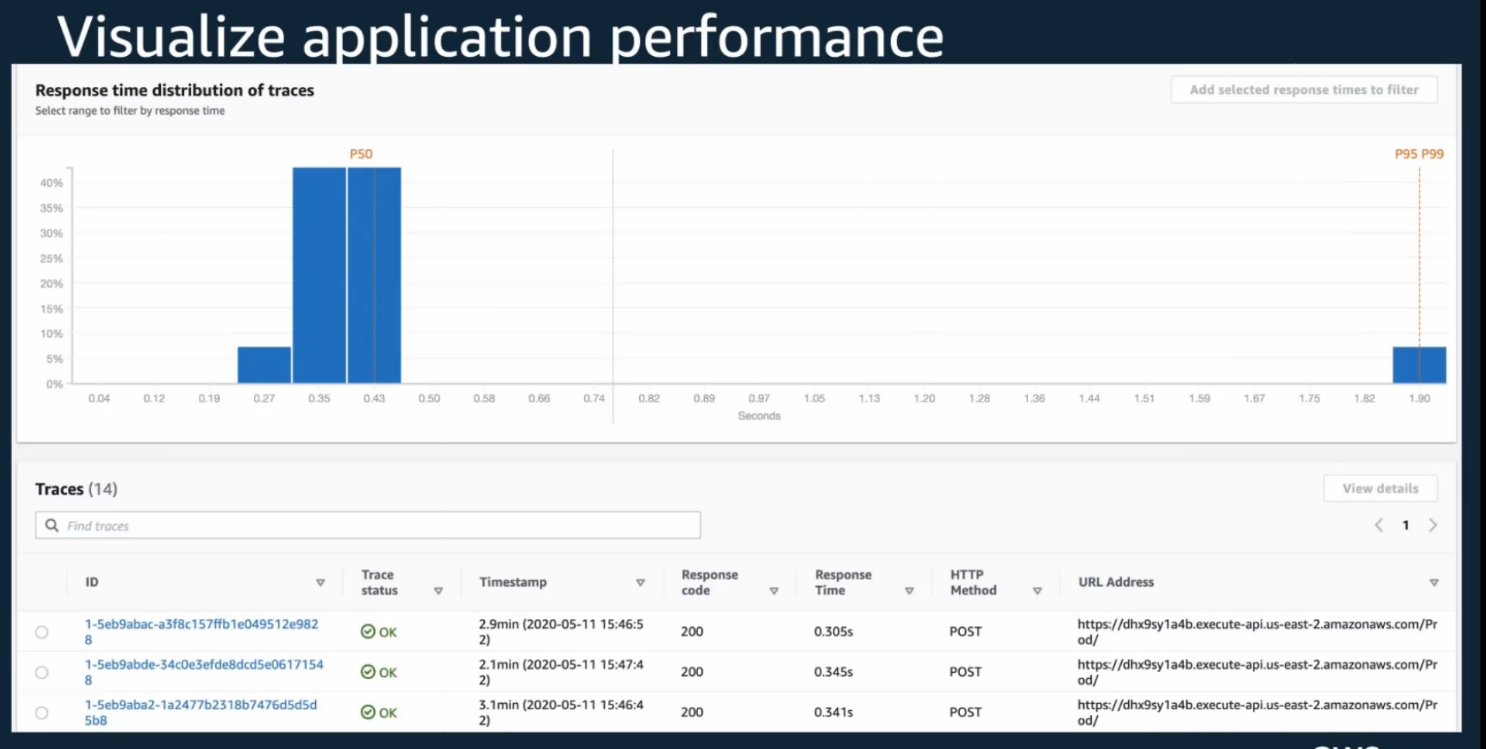 Visualize application performance
Response time distribution of traces
Add selected response times to filter
Select range to filter by response time
P50
P95 P99
40%
35%
30%
25%
20%
15%
10%
5%
0%
0.04 0.12 0.19 0.27 0.35 0.43 0.50 0.58 0.66 0.74 0.82 0.89 0.97 1.05 1.13 1.20 1.28 1.36 1.44 1.51 1.59 1.67 1.75 1.82 1.90
Seconds
Traces (14)
View details
Find traces
1
ID Trace status Timestamp Response code Response Time HTTP Method URL Address
1-5eb9abac-a3f8c157ffb1e049512e982 OK 2.9min (2020-05-11 15:46:5 200 0.305s POST https://dhx9sy1a4b.execute-api.us-east-2.amazonaws.com/Pr
8 2) od/
1-5eb9abde-34c0e3efde8dcd5e0617154 OK 2.1min (2020-05-11 15:47:4 200 0.345s POST https://dhx9sy1a4b.execute-api.us-east-2.amazonaws.com/Pr
8 2) od/
1-5eb9aba2-1a2477b2318b7476d5d5d OK 3.1min (2020-05-11 15:46:4 200 0.341s POST https://dhx9sy1a4b.execute-api.us-east-2.amazonaws.com/Pr
5b8 2) od/